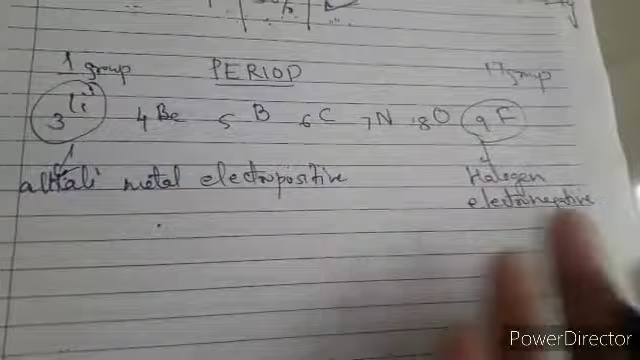 1 group PERIOD 17 group
3 Li 4 Be 5 B 6 C 7 N 8 O 9 F
alkali metal electropositive Halogen
electronegative
PowerDirector